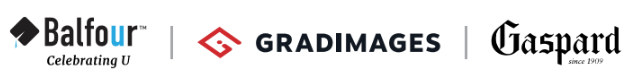 Balfour™
Celebrating U
GRADIMAGES
Gaspard
since 1909